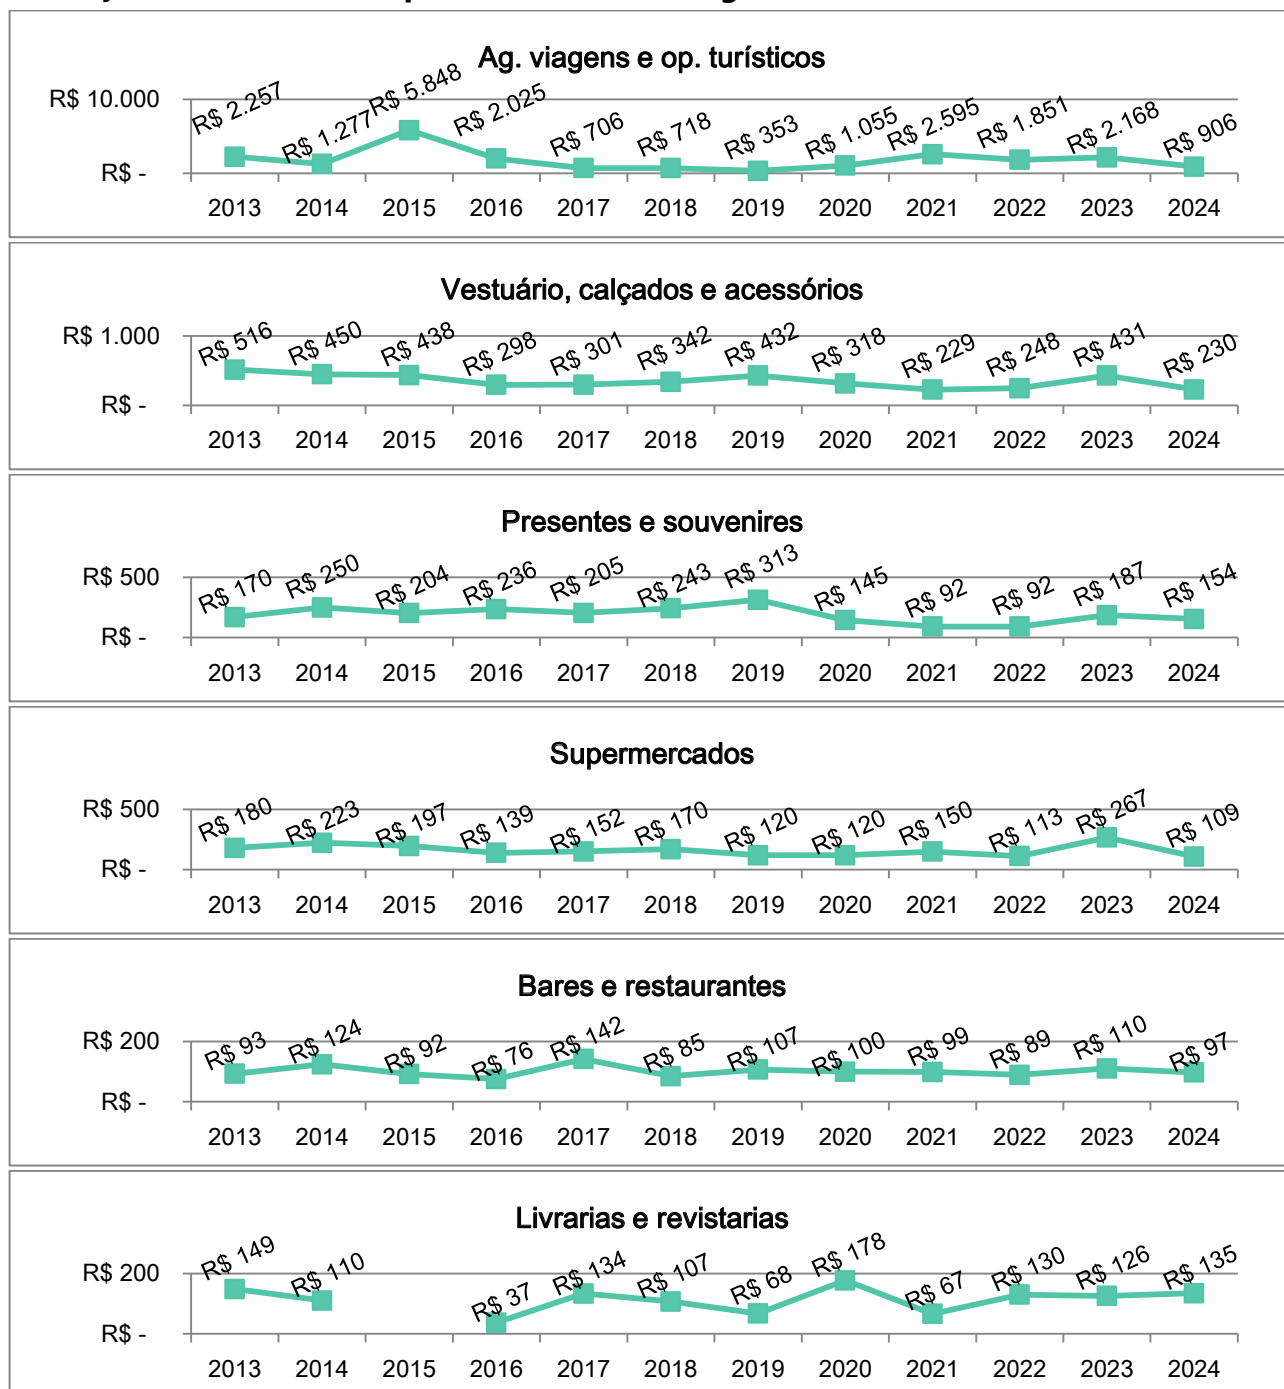 Ag. viagens e op. turísticos
R$ 10.000
R$ -
R$ 2.257 R$ 1.277 R$ 5.848 R$ 2.025 R$ 706 R$ 718 R$ 353 R$ 1.055 R$ 2.595 R$ 1.851 R$ 2.168 R$ 906
2013 2014 2015 2016 2017 2018 2019 2020 2021 2022 2023 2024
Vestuário, calçados e acessórios
R$ 1.000
R$ -
R$ 516 R$ 450 R$ 438 R$ 298 R$ 301 R$ 342 R$ 432 R$ 318 R$ 229 R$ 248 R$ 431 R$ 230
2013 2014 2015 2016 2017 2018 2019 2020 2021 2022 2023 2024
Presentes e souvenires
R$ 500
R$ -
R$ 170 R$ 250 R$ 204 R$ 236 R$ 205 R$ 243 R$ 313 R$ 145 R$ 92 R$ 92 R$ 187 R$ 154
2013 2014 2015 2016 2017 2018 2019 2020 2021 2022 2023 2024
Supermercados
R$ 500
R$ -
R$ 180 R$ 223 R$ 197 R$ 139 R$ 152 R$ 170 R$ 120 R$ 120 R$ 150 R$ 113 R$ 267 R$ 109
2013 2014 2015 2016 2017 2018 2019 2020 2021 2022 2023 2024
Bares e restaurantes
R$ 200
R$ -
R$ 93 R$ 124 R$ 92 R$ 76 R$ 142 R$ 85 R$ 107 R$ 100 R$ 99 R$ 89 R$ 110 R$ 97
2013 2014 2015 2016 2017 2018 2019 2020 2021 2022 2023 2024
Livrarias e revistarias
R$ 200
R$ -
R$ 149 R$ 110 R$ 37 R$ 134 R$ 107 R$ 68 R$ 178 R$ 67 R$ 130 R$ 126 R$ 135
2013 2014 2015 2016 2017 2018 2019 2020 2021 2022 2023 2024